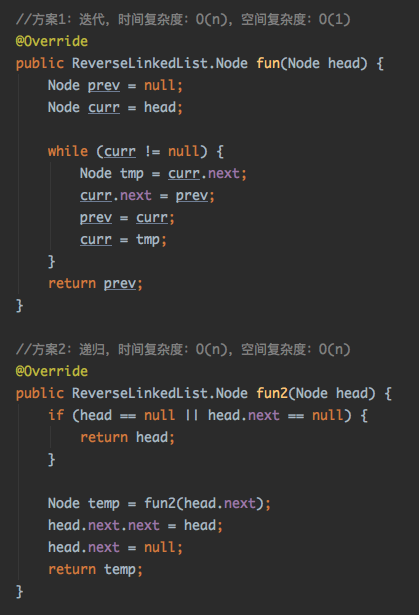 //方案1: 迭代, 时间复杂度: O(n), 空间复杂度: O(1)
@Override
public ReverseLinkedList.Node fun(Node head) {
    Node prev = null;
    Node curr = head;

    while (curr != null) {
        Node tmp = curr.next;
        curr.next = prev;
        prev = curr;
        curr = tmp;
    }
    return prev;
}

//方案2: 递归, 时间复杂度: O(n), 空间复杂度: O(n)
@Override
public ReverseLinkedList.Node fun2(Node head) {
    if (head == null || head.next == null) {
        return head;
    }

    Node temp = fun2(head.next);
    head.next.next = head;
    head.next = null;
    return temp;
}